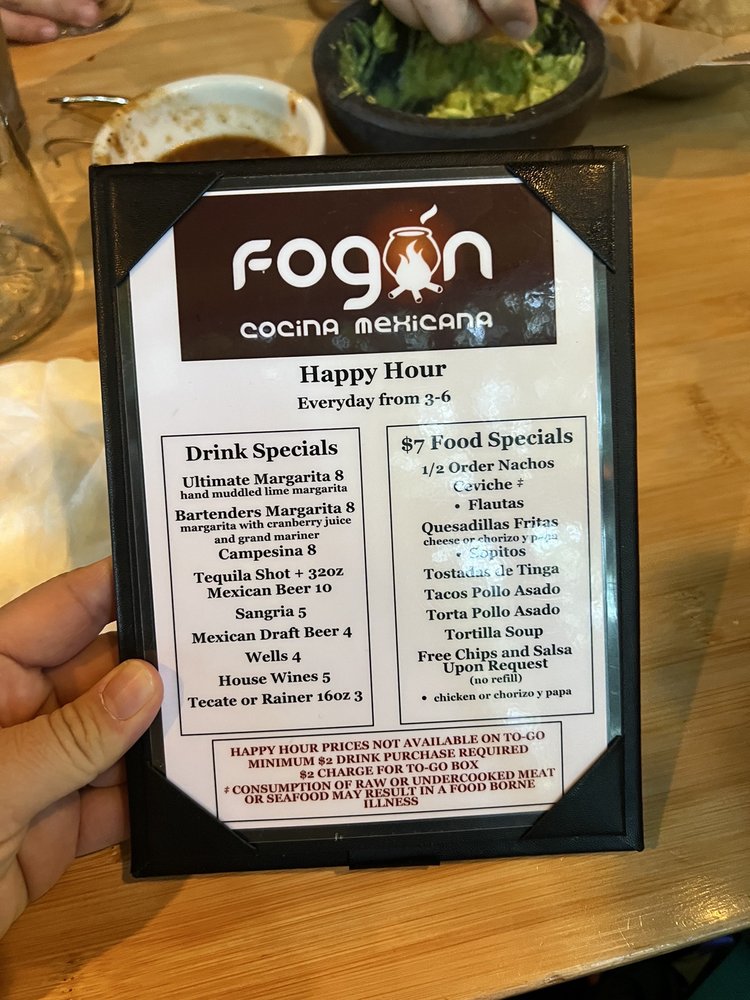 Fogón
cocina mexicana
Happy Hour
Everyday from 3-6
Drink Specials
Ultimate Margarita 8
hand muddled lime margarita
Bartenders Margarita 8
margarita with cranberry juice
and grand mariner
Campesina 8
Tequila Shot + 32oz
Mexican Beer 10
Sangria 5
Mexican Draft Beer 4
Wells 4
House Wines 5
Tecate or Rainer 16oz 3
$7 Food Specials
1/2 Order Nachos
Ceviche ‡
• Flautas
Quesadillas Fritas
cheese or chorizo y papa
• Sopitos
Tostadas de Tinga
Tacos Pollo Asado
Torta Pollo Asado
Tortilla Soup
Free Chips and Salsa
Upon Request
(no refill)
• chicken or chorizo y papa
HAPPY HOUR PRICES NOT AVAILABLE ON TO-GO
MINIMUM $2 DRINK PURCHASE REQUIRED
$2 CHARGE FOR TO-GO BOX
‡ CONSUMPTION OF RAW OR UNDERCOOKED MEAT
OR SEAFOOD MAY RESULT IN A FOOD BORNE
ILLNESS